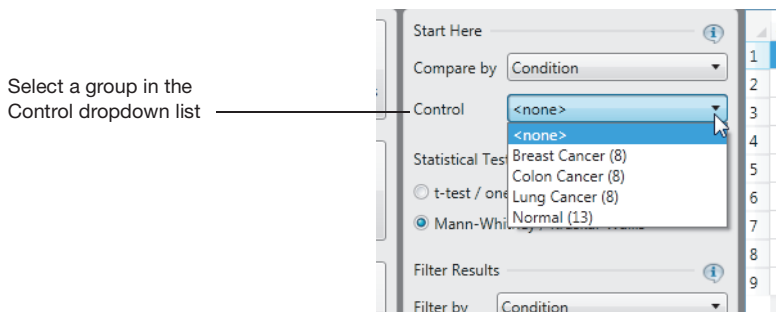 Start Here
Compare by Condition
Select a group in the
Control dropdown list
Control <none>
<none>
Breast Cancer (8)
Colon Cancer (8)
Lung Cancer (8)
Normal (13)
Statistical Tes
t-test / one
Mann-Whi
Filter Results
Filter by Condition
1
2
3
4
5
6
7
8
9